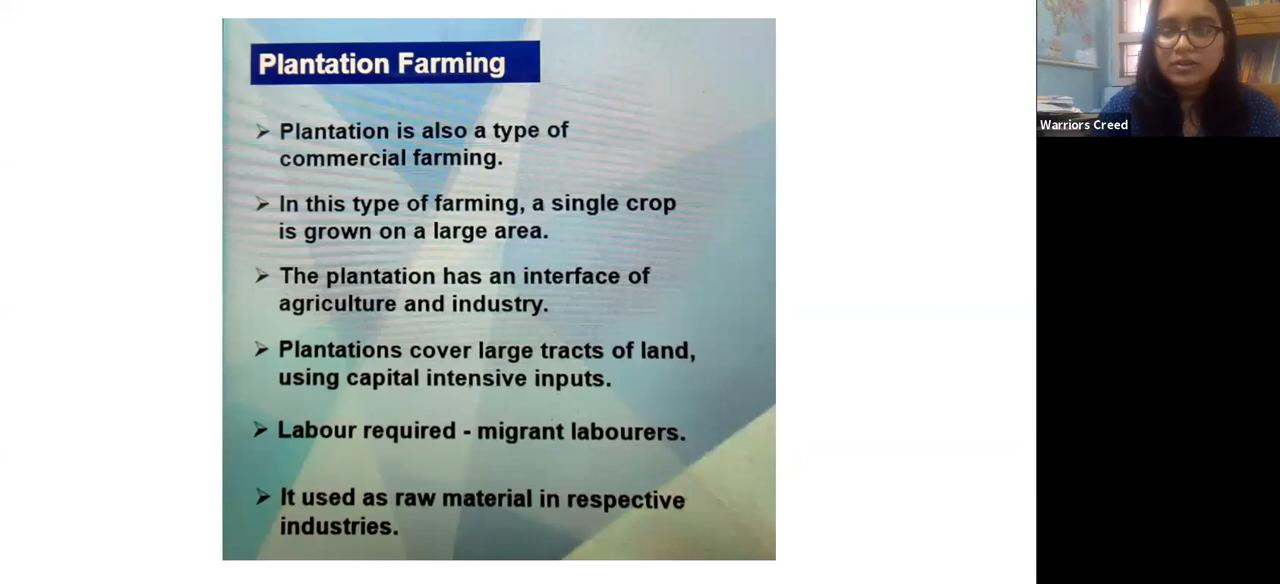 Plantation Farming
➢ Plantation is also a type of
commercial farming.
➢ In this type of farming, a single crop
is grown on a large area.
➢ The plantation has an interface of
agriculture and industry.
➢ Plantations cover large tracts of land,
using capital intensive inputs.
➢ Labour required - migrant labourers.
➢ It used as raw material in respective
industries.
Warriors Creed